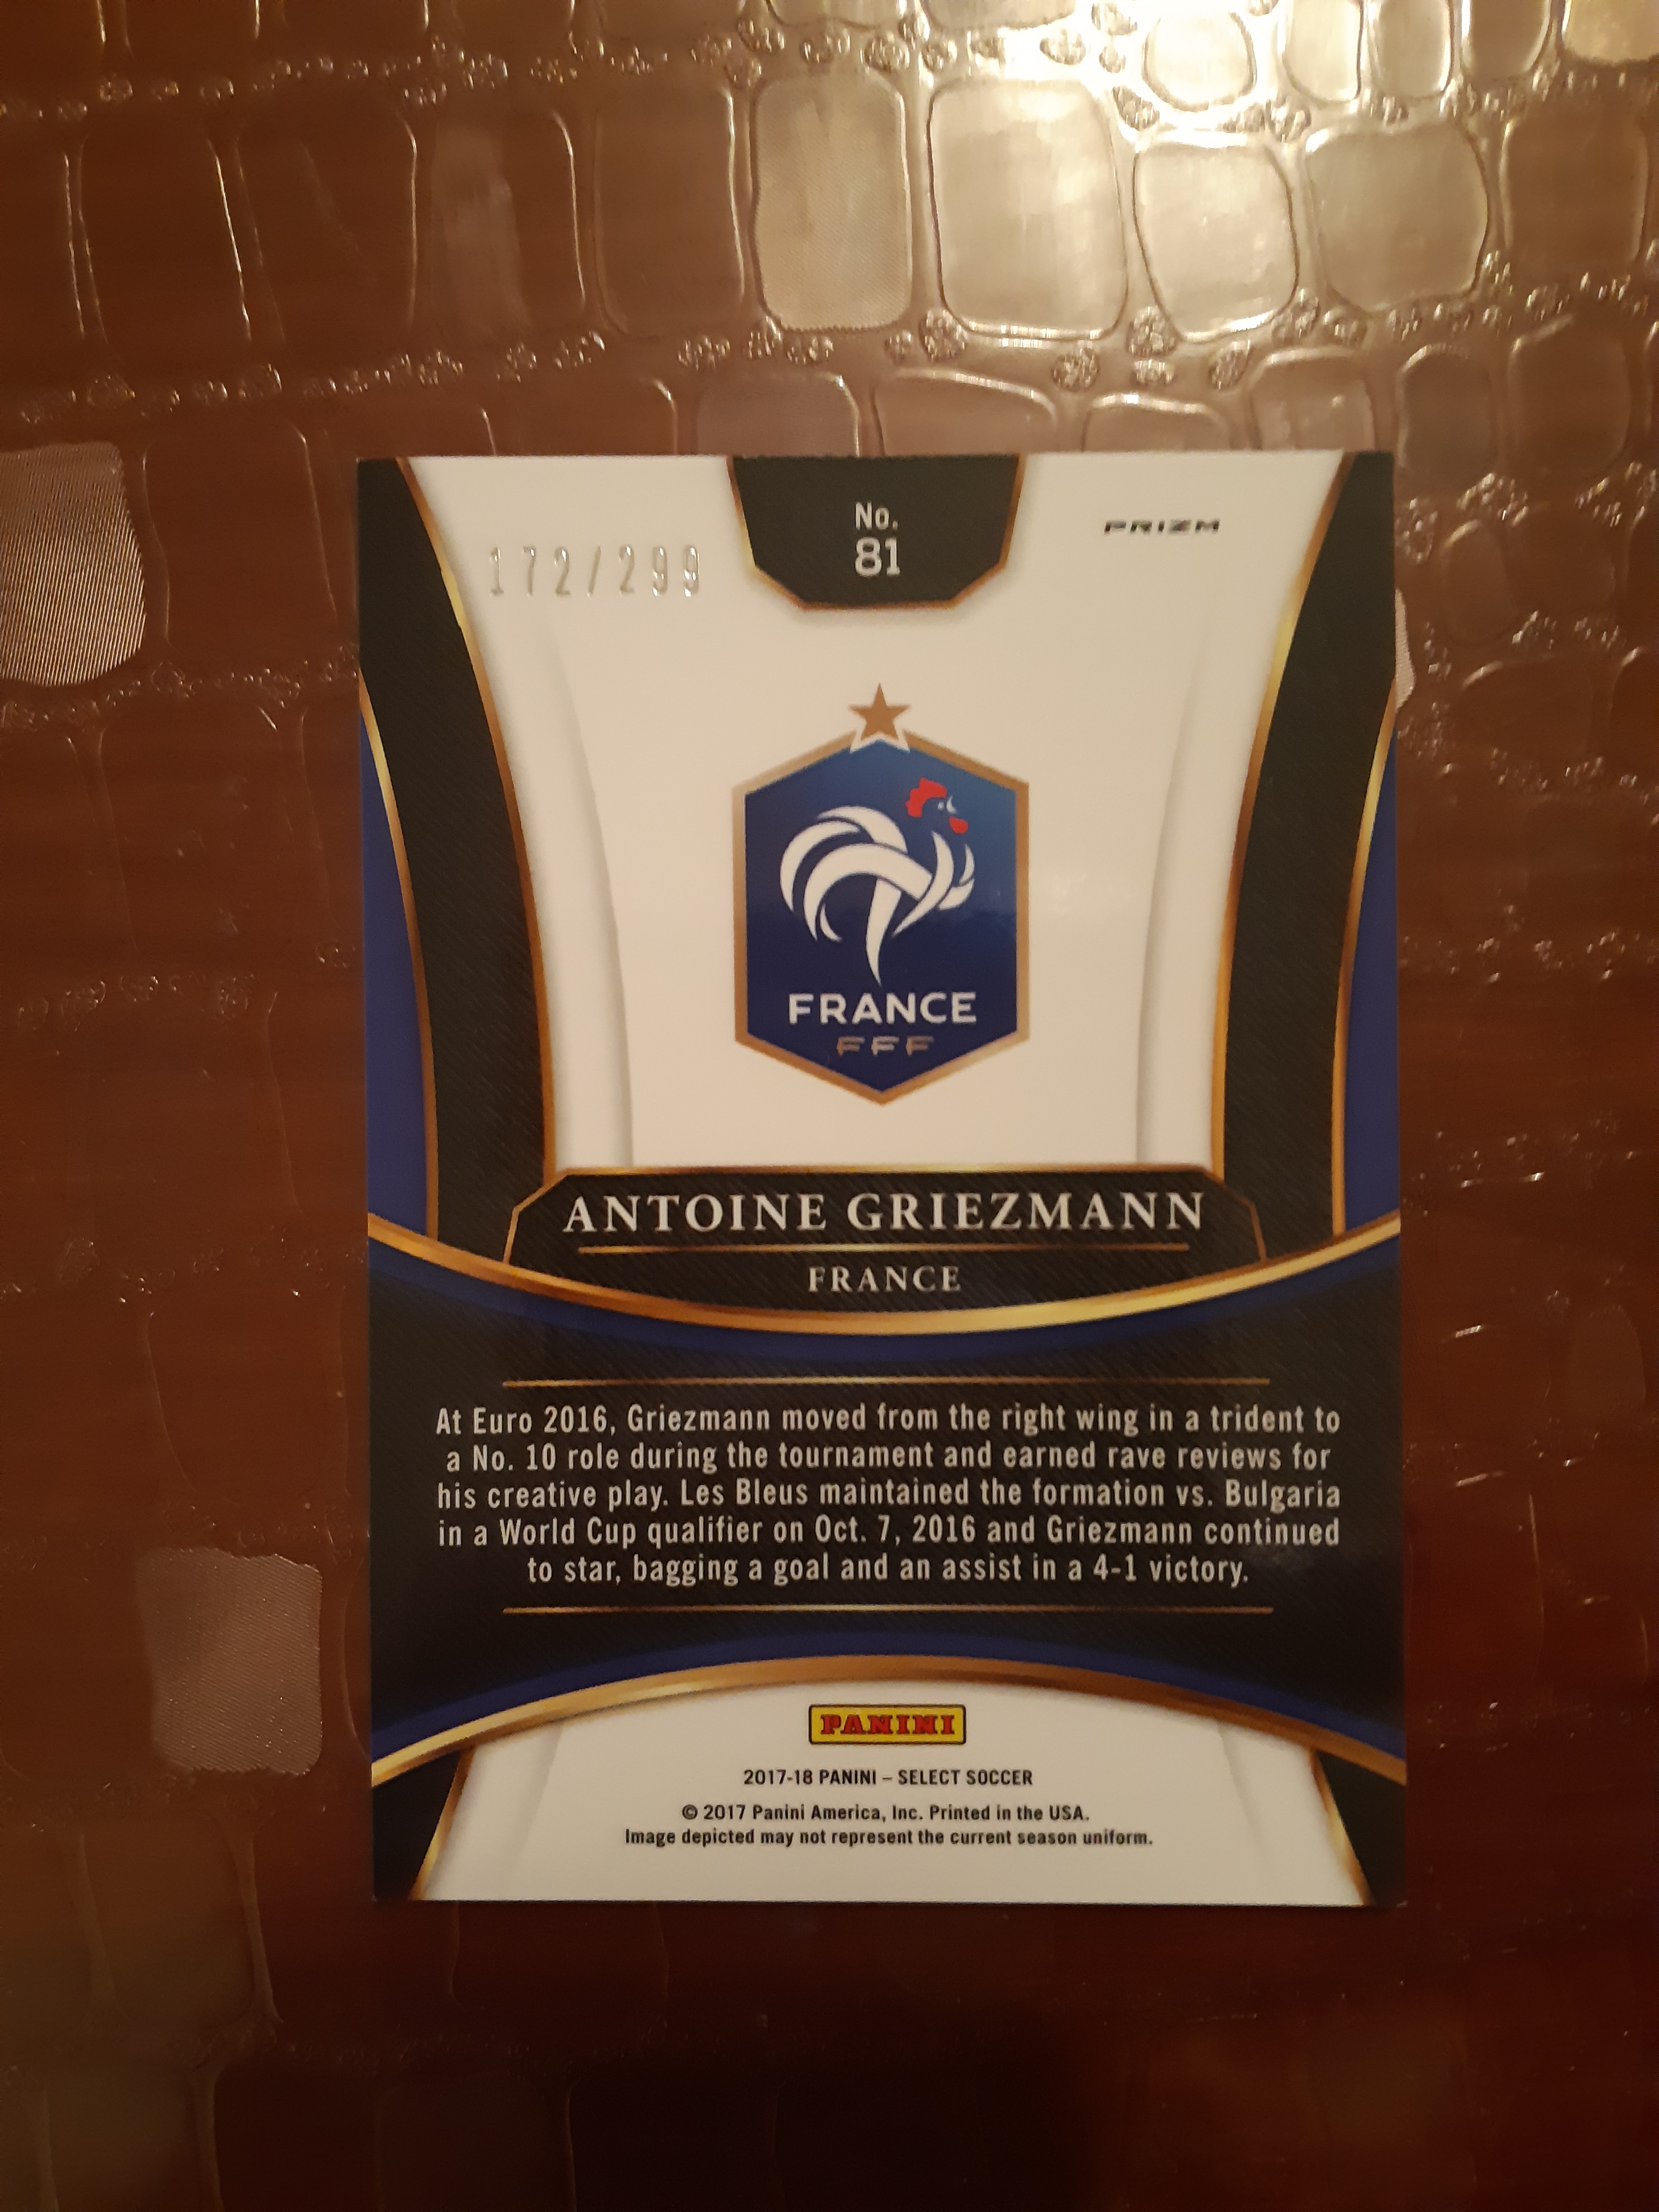 No.
81
PRIZM
172/299
FRANCE
FFF
ANTOINE GRIEZMANN
FRANCE
At Euro 2016, Griezmann moved from the right wing in a trident to
a No. 10 role during the tournament and earned rave reviews for
his creative play. Les Bleus maintained the formation vs. Bulgaria
in a World Cup qualifier on Oct. 7, 2016 and Griezmann continued
to star, bagging a goal and an assist in a 4-1 victory.
PANINI
2017-18 PANINI – SELECT SOCCER
© 2017 Panini America, Inc. Printed in the USA.
Image depicted may not represent the current season uniform.